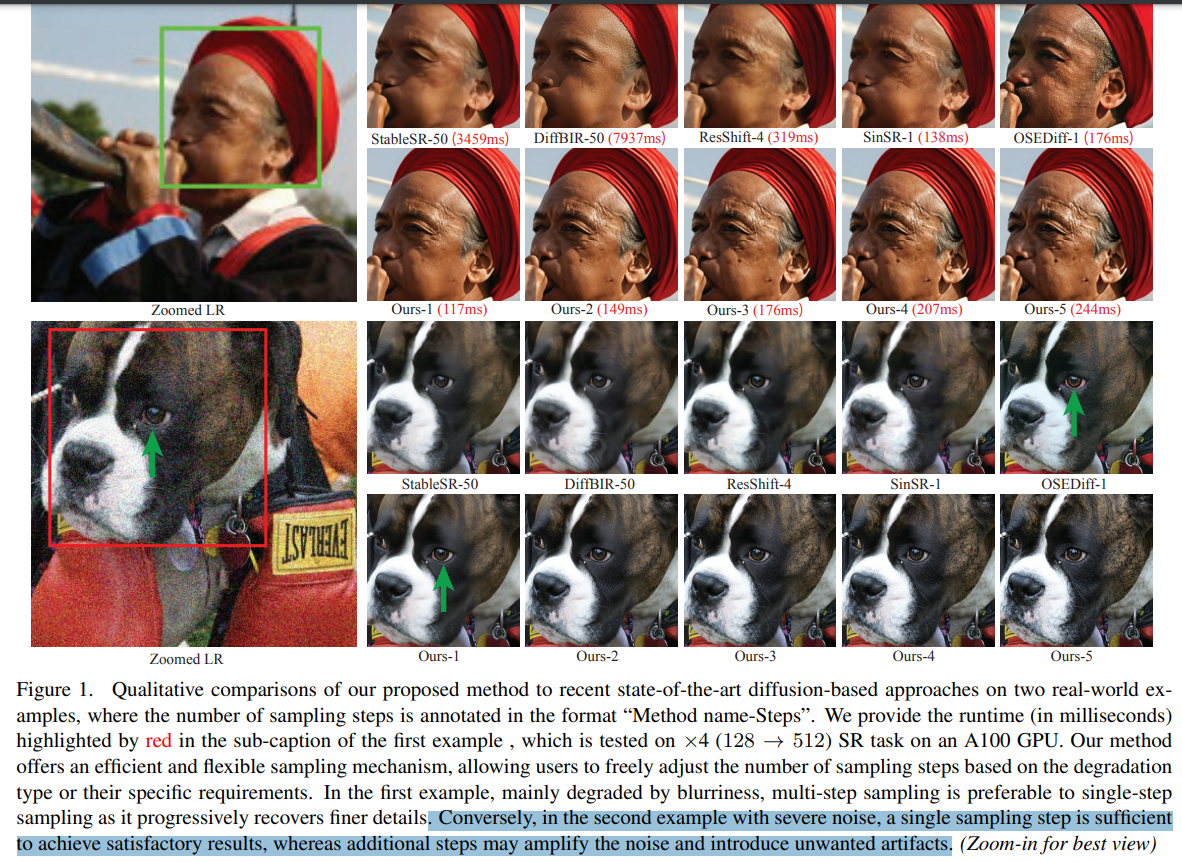 StableSR-50 (3459ms) DiffBIR-50 (7937ms) ResShift-4 (319ms) SinSR-1 (138ms) OSEDiff-1 (176ms)
Zoomed LR Ours-1 (117ms) Ours-2 (149ms) Ours-3 (176ms) Ours-4 (207ms) Ours-5 (244ms)
EVERLAST
StableSR-50 DiffBIR-50 ResShift-4 SinSR-1 OSEDiff-1
Zoomed LR Ours-1 Ours-2 Ours-3 Ours-4 Ours-5
Figure 1. Qualitative comparisons of our proposed method to recent state-of-the-art diffusion-based approaches on two real-world ex-
amples, where the number of sampling steps is annotated in the format “Method name-Steps”. We provide the runtime (in milliseconds)
highlighted by red in the sub-caption of the first example , which is tested on ×4 (128 → 512) SR task on an A100 GPU. Our method
offers an efficient and flexible sampling mechanism, allowing users to freely adjust the number of sampling steps based on the degradation
type or their specific requirements. In the first example, mainly degraded by blurriness, multi-step sampling is preferable to single-step
sampling as it progressively recovers finer details. Conversely, in the second example with severe noise, a single sampling step is sufficient
to achieve satisfactory results, whereas additional steps may amplify the noise and introduce unwanted artifacts. (Zoom-in for best view)